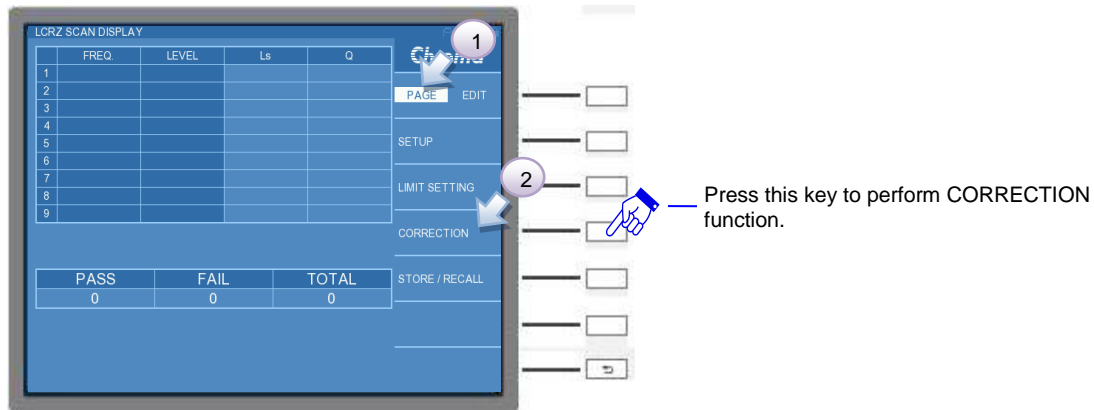 LCRZ SCAN DISPLAY
1
Chroma
FREQ. LEVEL Ls Q
1
2
3
4
5
6
7
8
9
PAGE EDIT
SETUP
LIMIT SETTING
2
CORRECTION
STORE / RECALL
PASS FAIL TOTAL
0 0 0
Press this key to perform CORRECTION
function.